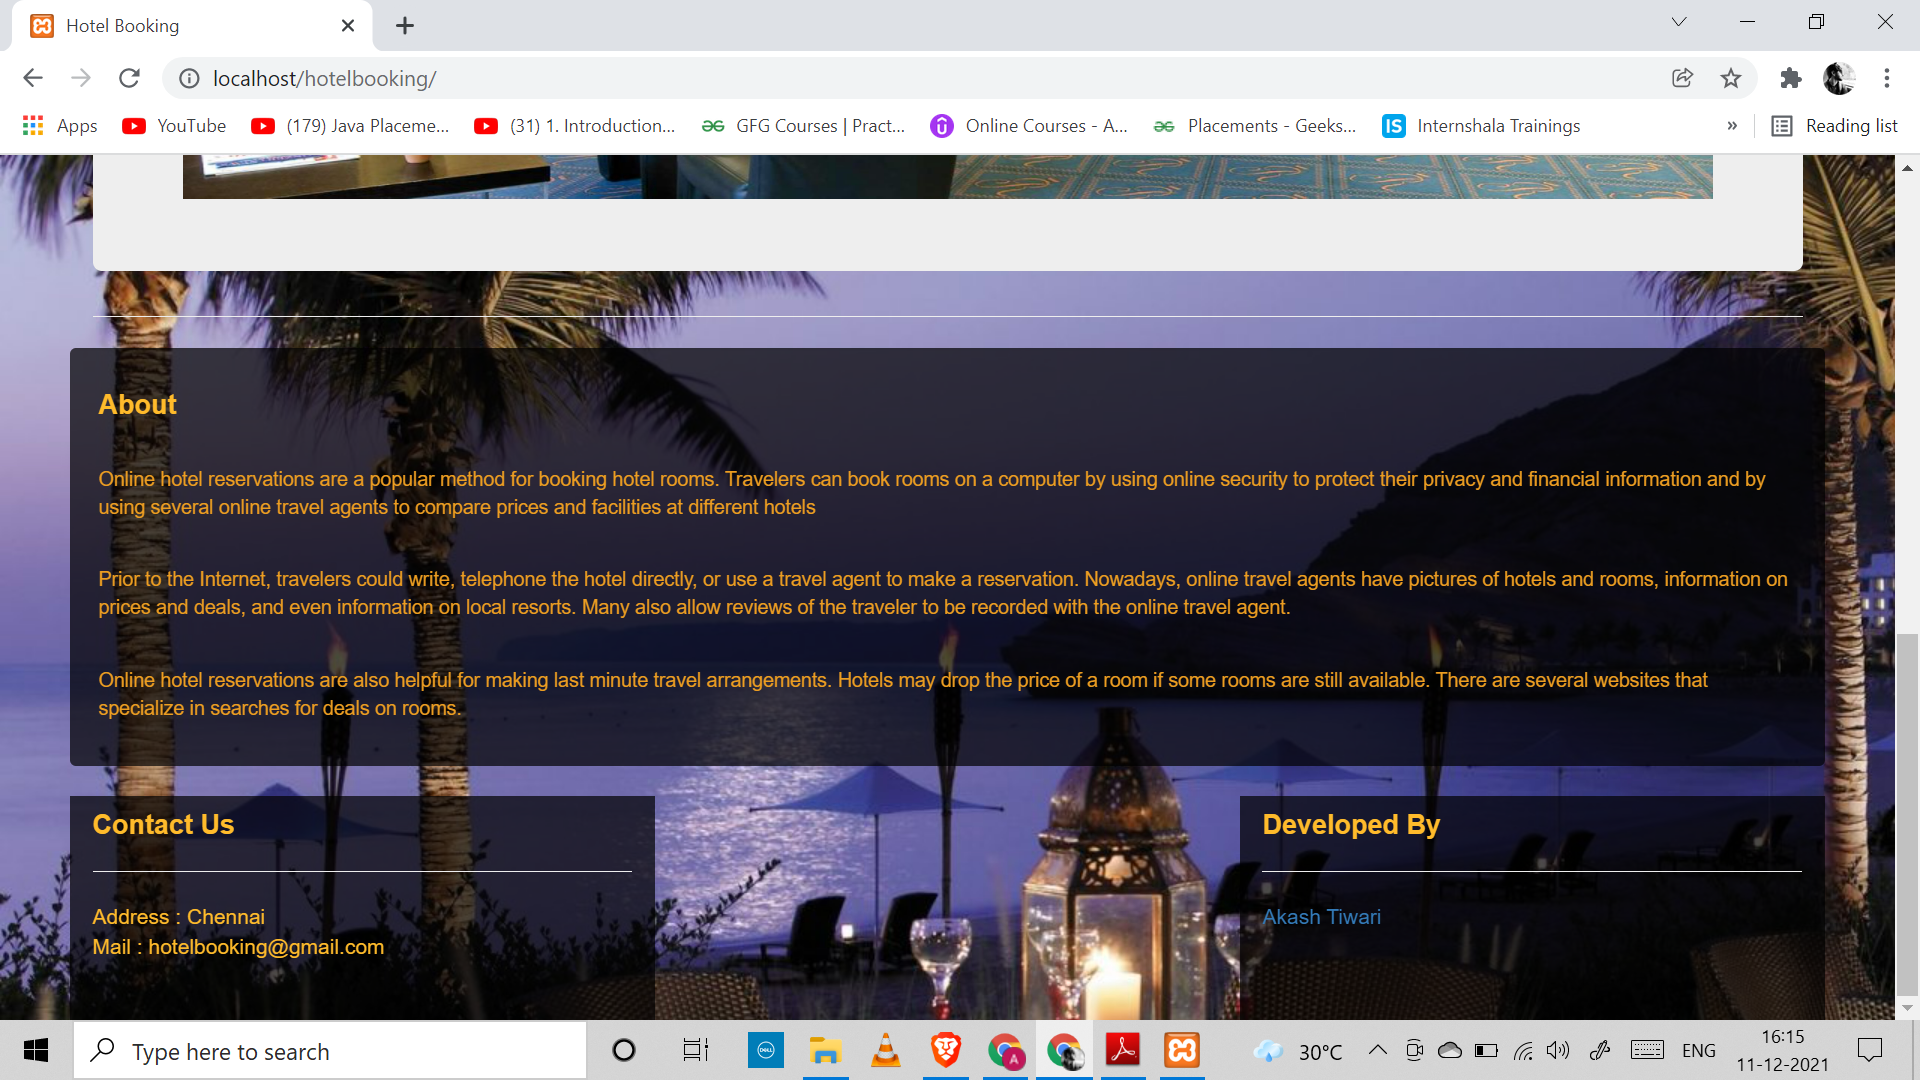 Hotel Booking
localhost/hotelbooking/
Apps YouTube (179) Java Placeme... (31) 1. Introduction... GFG Courses | Pract... Online Courses - A... Placements - Geeks... IS Internshala Trainings » Reading list
About
Online hotel reservations are a popular method for booking hotel rooms. Travelers can book rooms on a computer by using online security to protect their privacy and financial information and by
using several online travel agents to compare prices and facilities at different hotels
Prior to the Internet, travelers could write, telephone the hotel directly, or use a travel agent to make a reservation. Nowadays, online travel agents have pictures of hotels and rooms, information on
prices and deals, and even information on local resorts. Many also allow reviews of the traveler to be recorded with the online travel agent.
Online hotel reservations are also helpful for making last minute travel arrangements. Hotels may drop the price of a room if some rooms are still available. There are several websites that
specialize in searches for deals on rooms.
Contact Us
Address : Chennai
Mail : hotelbooking@gmail.com
Developed By
Akash Tiwari
Type here to search
DELL
A
30°C
ENG
16:15
11-12-2021